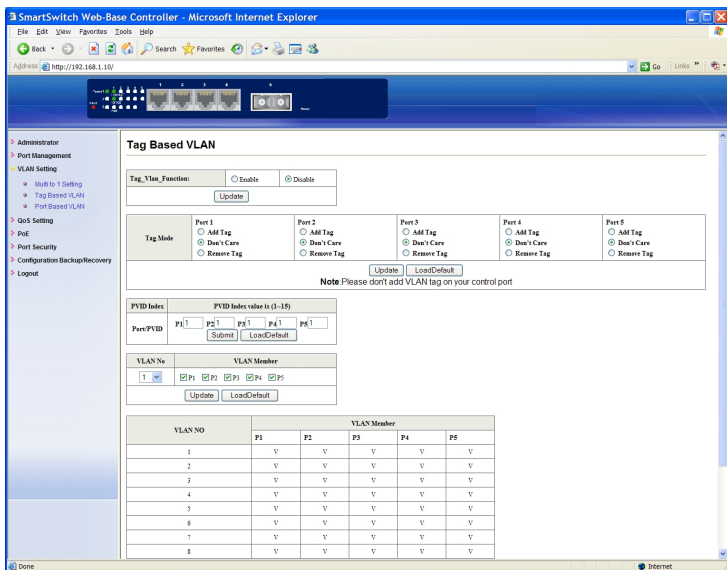 SmartSwitch Web-Base Controller - Microsoft Internet Explorer
File Edit View Favorites Tools Help
Back Search Favorites
Address http://192.168.1.10/ Go Links »
1 2 3 4 5
Administrator
Port Management
VLAN Setting
Multi to 1 Setting
Tag Based VLAN
Port Based VLAN
QoS Setting
PoE
Port Security
Configuration Backup/Recovery
Logout
Tag Based VLAN
Tag_Vlan_Function: Enable Disable
Update
Tag Mode
Port 1 Port 2 Port 3 Port 4 Port 5
Add Tag Add Tag Add Tag Add Tag Add Tag
Don't Care Don't Care Don't Care Don't Care Don't Care
Remove Tag Remove Tag Remove Tag Remove Tag Remove Tag
Update LoadDefault
Note:Please don't add VLAN tag on your control port
PVID Index PVID Index value is (1~15)
Port/PVID P1 1 P2 1 P3 1 P4 1 P5 1
Submit LoadDefault
VLAN No VLAN Member
1 P1 P2 P3 P4 P5
Update LoadDefault
VLAN NO VLAN Member
P1 P2 P3 P4 P5
1 V V V V V
2 V V V V V
3 V V V V V
4 V V V V V
5 V V V V V
6 V V V V V
7 V V V V V
8 V V V V V
Done Internet